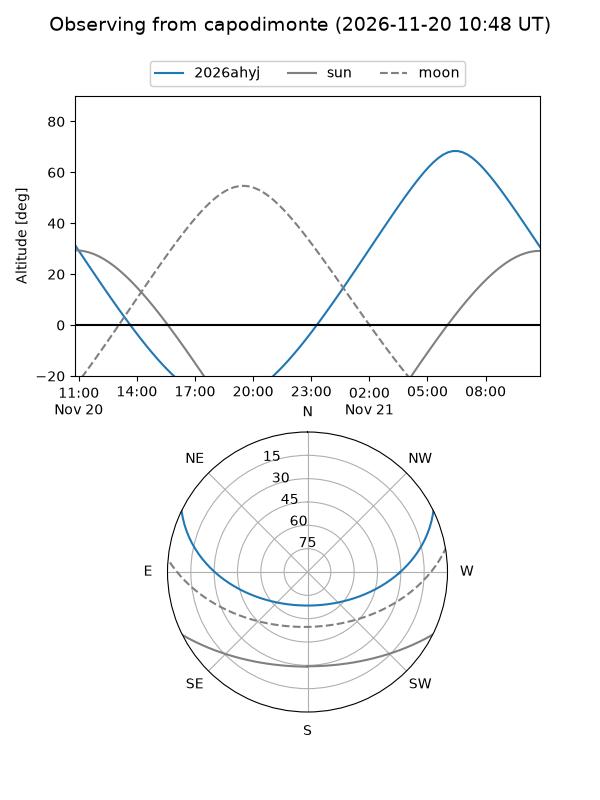 Observing from capodimonte (2026-11-20 10:48 UT)
2026ahyj sun moon
Altitude [deg]
80
60
40
20
0
−20
11:00 14:00 17:00 20:00 23:00 02:00 05:00 08:00
Nov 20 Nov 21
N
NE NW
15
30
45
60
75
E W
SE SW
S